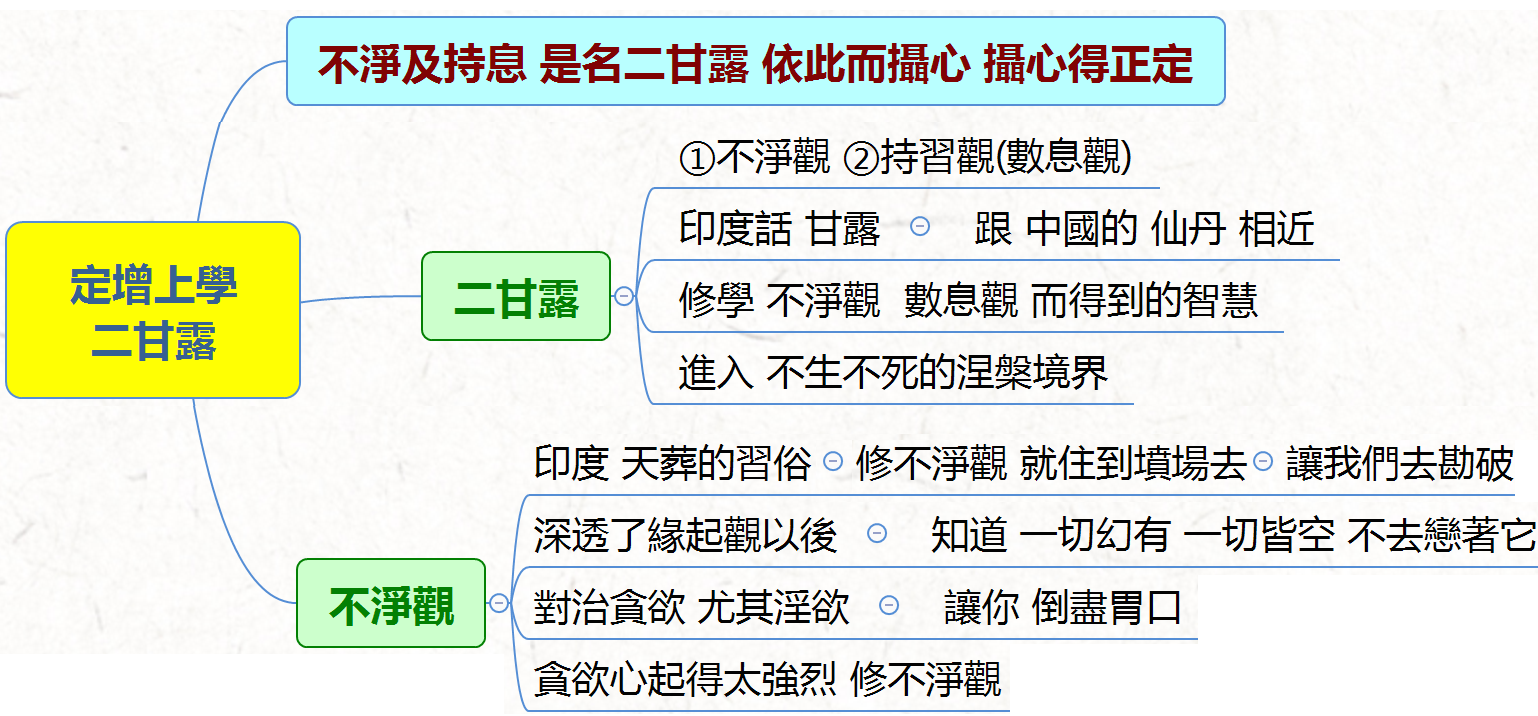 不淨及持息 是名二甘露 依此而攝心 攝心得正定
定增上學
二甘露
二甘露
①不淨觀 ②持習觀(數息觀)
印度話 甘露 跟 中國的 仙丹 相近
修學 不淨觀 數息觀 而得到的智慧
進入 不生不死的涅槃境界
不淨觀
印度 天葬的習俗 修不淨觀 就住到墳場去 讓我們去勘破
深透了緣起觀以後 知道 一切幻有 一切皆空 不去戀著它
對治貪欲 尤其淫欲 讓你 倒盡胃口
貪欲心起得太強烈 修不淨觀